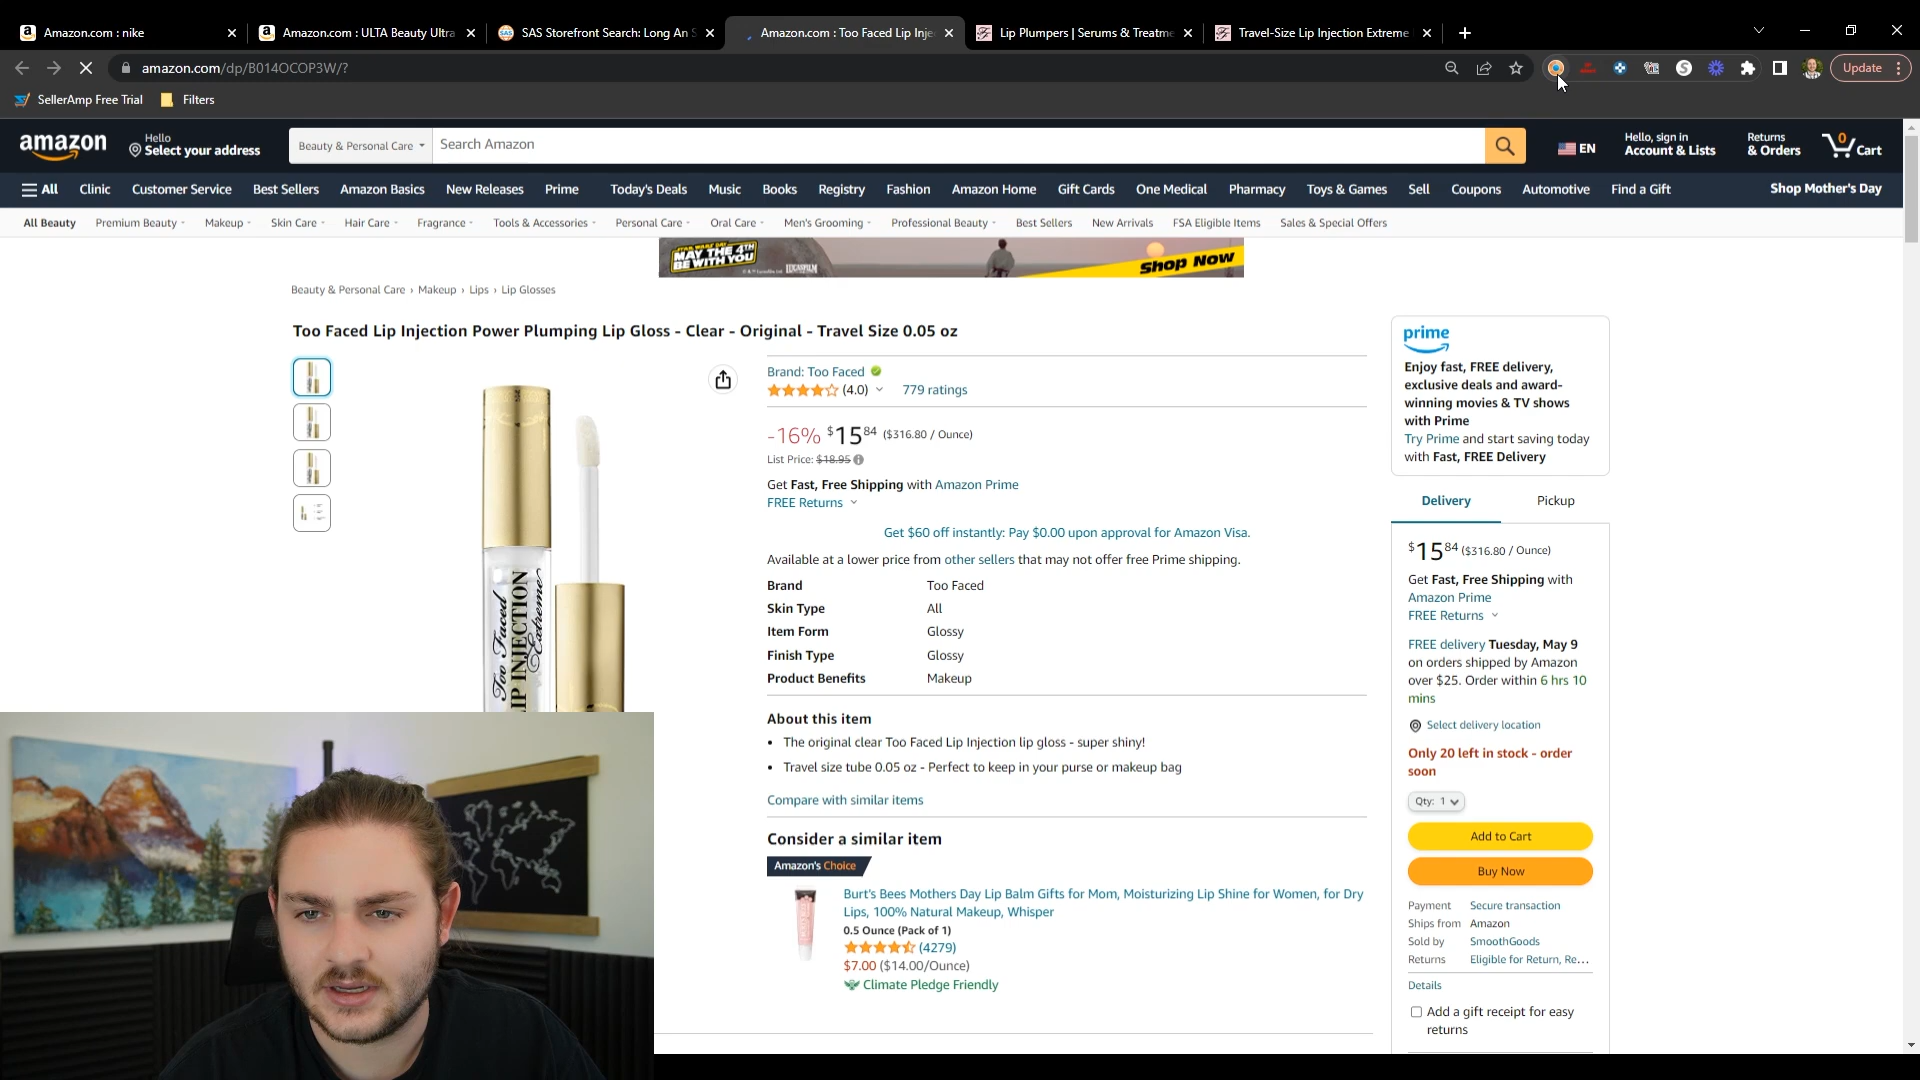 Amazon.com : nike
Amazon.com : ULTA Beauty Ultra
SAS Storefront Search: Long An S
Amazon.com : Too Faced Lip Inje
Lip Plumpers | Serums & Treatme
Travel-Size Lip Injection Extreme
amazon.com/dp/B014OCOP3W/?
Update
SellerAmp Free Trial
Filters
amazon
Hello
Select your address
Beauty & Personal Care
Search Amazon
EN
Hello, sign in
Account & Lists
Returns
& Orders
0
Cart
All
Clinic
Customer Service
Best Sellers
Amazon Basics
New Releases
Prime
Today's Deals
Music
Books
Registry
Fashion
Amazon Home
Gift Cards
One Medical
Pharmacy
Toys & Games
Sell
Coupons
Automotive
Find a Gift
Shop Mother's Day
All Beauty
Premium Beauty
Makeup
Skin Care
Hair Care
Fragrance
Tools & Accessories
Personal Care
Oral Care
Men's Grooming
Professional Beauty
Best Sellers
New Arrivals
FSA Eligible Items
Sales & Special Offers
MAY THE 4TH
BE WITH YOU
Shop Now
Beauty & Personal Care › Makeup › Lips › Lip Glosses
Too Faced Lip Injection Power Plumping Lip Gloss - Clear - Original - Travel Size 0.05 oz
Too Faced
LIP INJECTION
Extreme
Brand: Too Faced
(4.0)
779 ratings
-16% $15 84 ($316.80 / Ounce)
List Price: $18.95
Get Fast, Free Shipping with Amazon Prime
FREE Returns
Get $60 off instantly: Pay $0.00 upon approval for Amazon Visa.
Available at a lower price from other sellers that may not offer free Prime shipping.
Brand Too Faced
Skin Type All
Item Form Glossy
Finish Type Glossy
Product Benefits Makeup
About this item
• The original clear Too Faced Lip Injection lip gloss - super shiny!
• Travel size tube 0.05 oz - Perfect to keep in your purse or makeup bag
Compare with similar items
Consider a similar item
Amazon's Choice
Burt's Bees Mothers Day Lip Balm Gifts for Mom, Moisturizing Lip Shine for Women, for Dry
Lips, 100% Natural Makeup, Whisper
0.5 Ounce (Pack of 1)
(4279)
$7.00 ($14.00/Ounce)
Climate Pledge Friendly
prime
Enjoy fast, FREE delivery,
exclusive deals and award-
winning movies & TV shows
with Prime
Try Prime and start saving today
with Fast, FREE Delivery
Delivery
Pickup
$15 84 ($316.80 / Ounce)
Get Fast, Free Shipping with
Amazon Prime
FREE Returns
FREE delivery Tuesday, May 9
on orders shipped by Amazon
over $25. Order within 6 hrs 10
mins
Select delivery location
Only 20 left in stock - order
soon
Qty: 1
Add to Cart
Buy Now
Payment Secure transaction
Ships from Amazon
Sold by SmoothGoods
Returns Eligible for Return, Re...
Details
Add a gift receipt for easy
returns